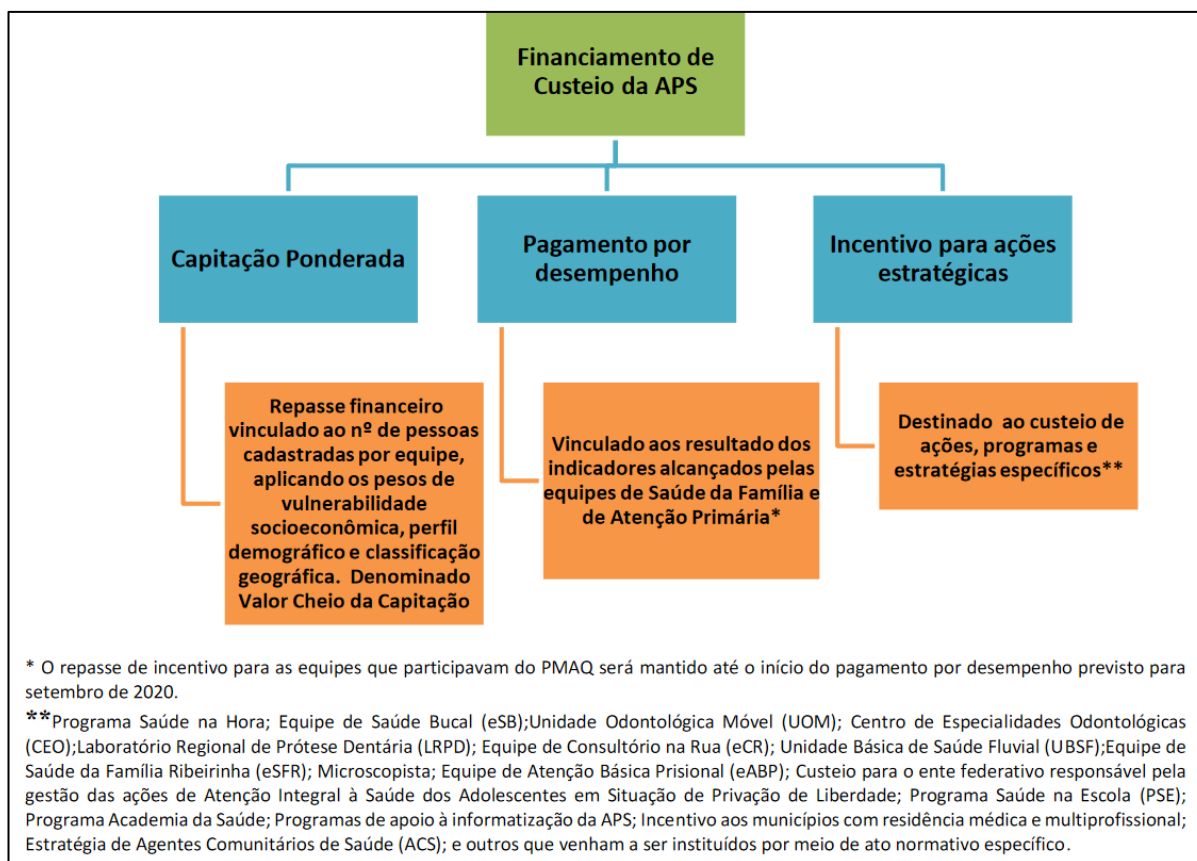 Financiamento de
Custeio da APS
Capitação Ponderada
Pagamento por
desempenho
Incentivo para ações
estratégicas
Repasse financeiro
vinculado ao nº de pessoas
cadastradas por equipe,
aplicando os pesos de
vulnerabilidade
socioeconômica, perfil
demográfico e classificação
geográfica. Denominado
Valor Cheio da Capitação
Vinculado aos resultado dos
indicadores alcançados pelas
equipes de Saúde da Família e
de Atenção Primária*
Destinado ao custeio de
ações, programas e
estratégias específicos**
* O repasse de incentivo para as equipes que participavam do PMAQ será mantido até o início do pagamento por desempenho previsto para
setembro de 2020.
**Programa Saúde na Hora; Equipe de Saúde Bucal (eSB);Unidade Odontológica Móvel (UOM); Centro de Especialidades Odontológicas
(CEO);Laboratório Regional de Prótese Dentária (LRPD); Equipe de Consultório na Rua (eCR); Unidade Básica de Saúde Fluvial (UBSF);Equipe de
Saúde da Família Ribeirinha (eSFR); Microscopista; Equipe de Atenção Básica Prisional (eABP); Custeio para o ente federativo responsável pela
gestão das ações de Atenção Integral à Saúde dos Adolescentes em Situação de Privação de Liberdade; Programa Saúde na Escola (PSE);
Programa Academia da Saúde; Programas de apoio à informatização da APS; Incentivo aos municípios com residência médica e multiprofissional;
Estratégia de Agentes Comunitários de Saúde (ACS); e outros que venham a ser instituídos por meio de ato normativo específico.